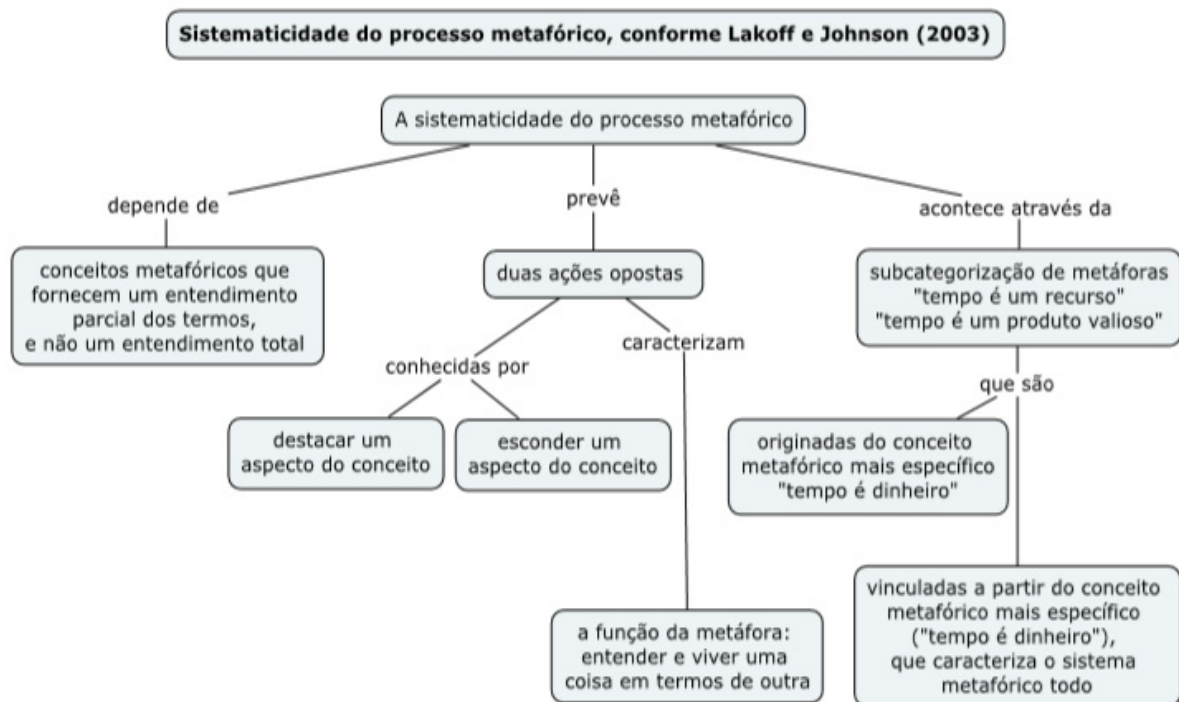 Sistematicidade do processo metafórico, conforme Lakoff e Johnson (2003)
A sistematicidade do processo metafórico
depende de
prevê
acontece através da
conceitos metafóricos que
fornecem um entendimento
parcial dos termos,
e não um entendimento total
duas ações opostas
subcategorização de metáforas
"tempo é um recurso"
"tempo é um produto valioso"
conhecidas por
caracterizam
que são
destacar um
aspecto do conceito
esconder um
aspecto do conceito
originadas do conceito
metafórico mais específico
"tempo é dinheiro"
a função da metáfora:
entender e viver uma
coisa em termos de outra
vinculadas a partir do conceito
metafórico mais específico
("tempo é dinheiro"),
que caracteriza o sistema
metafórico todo